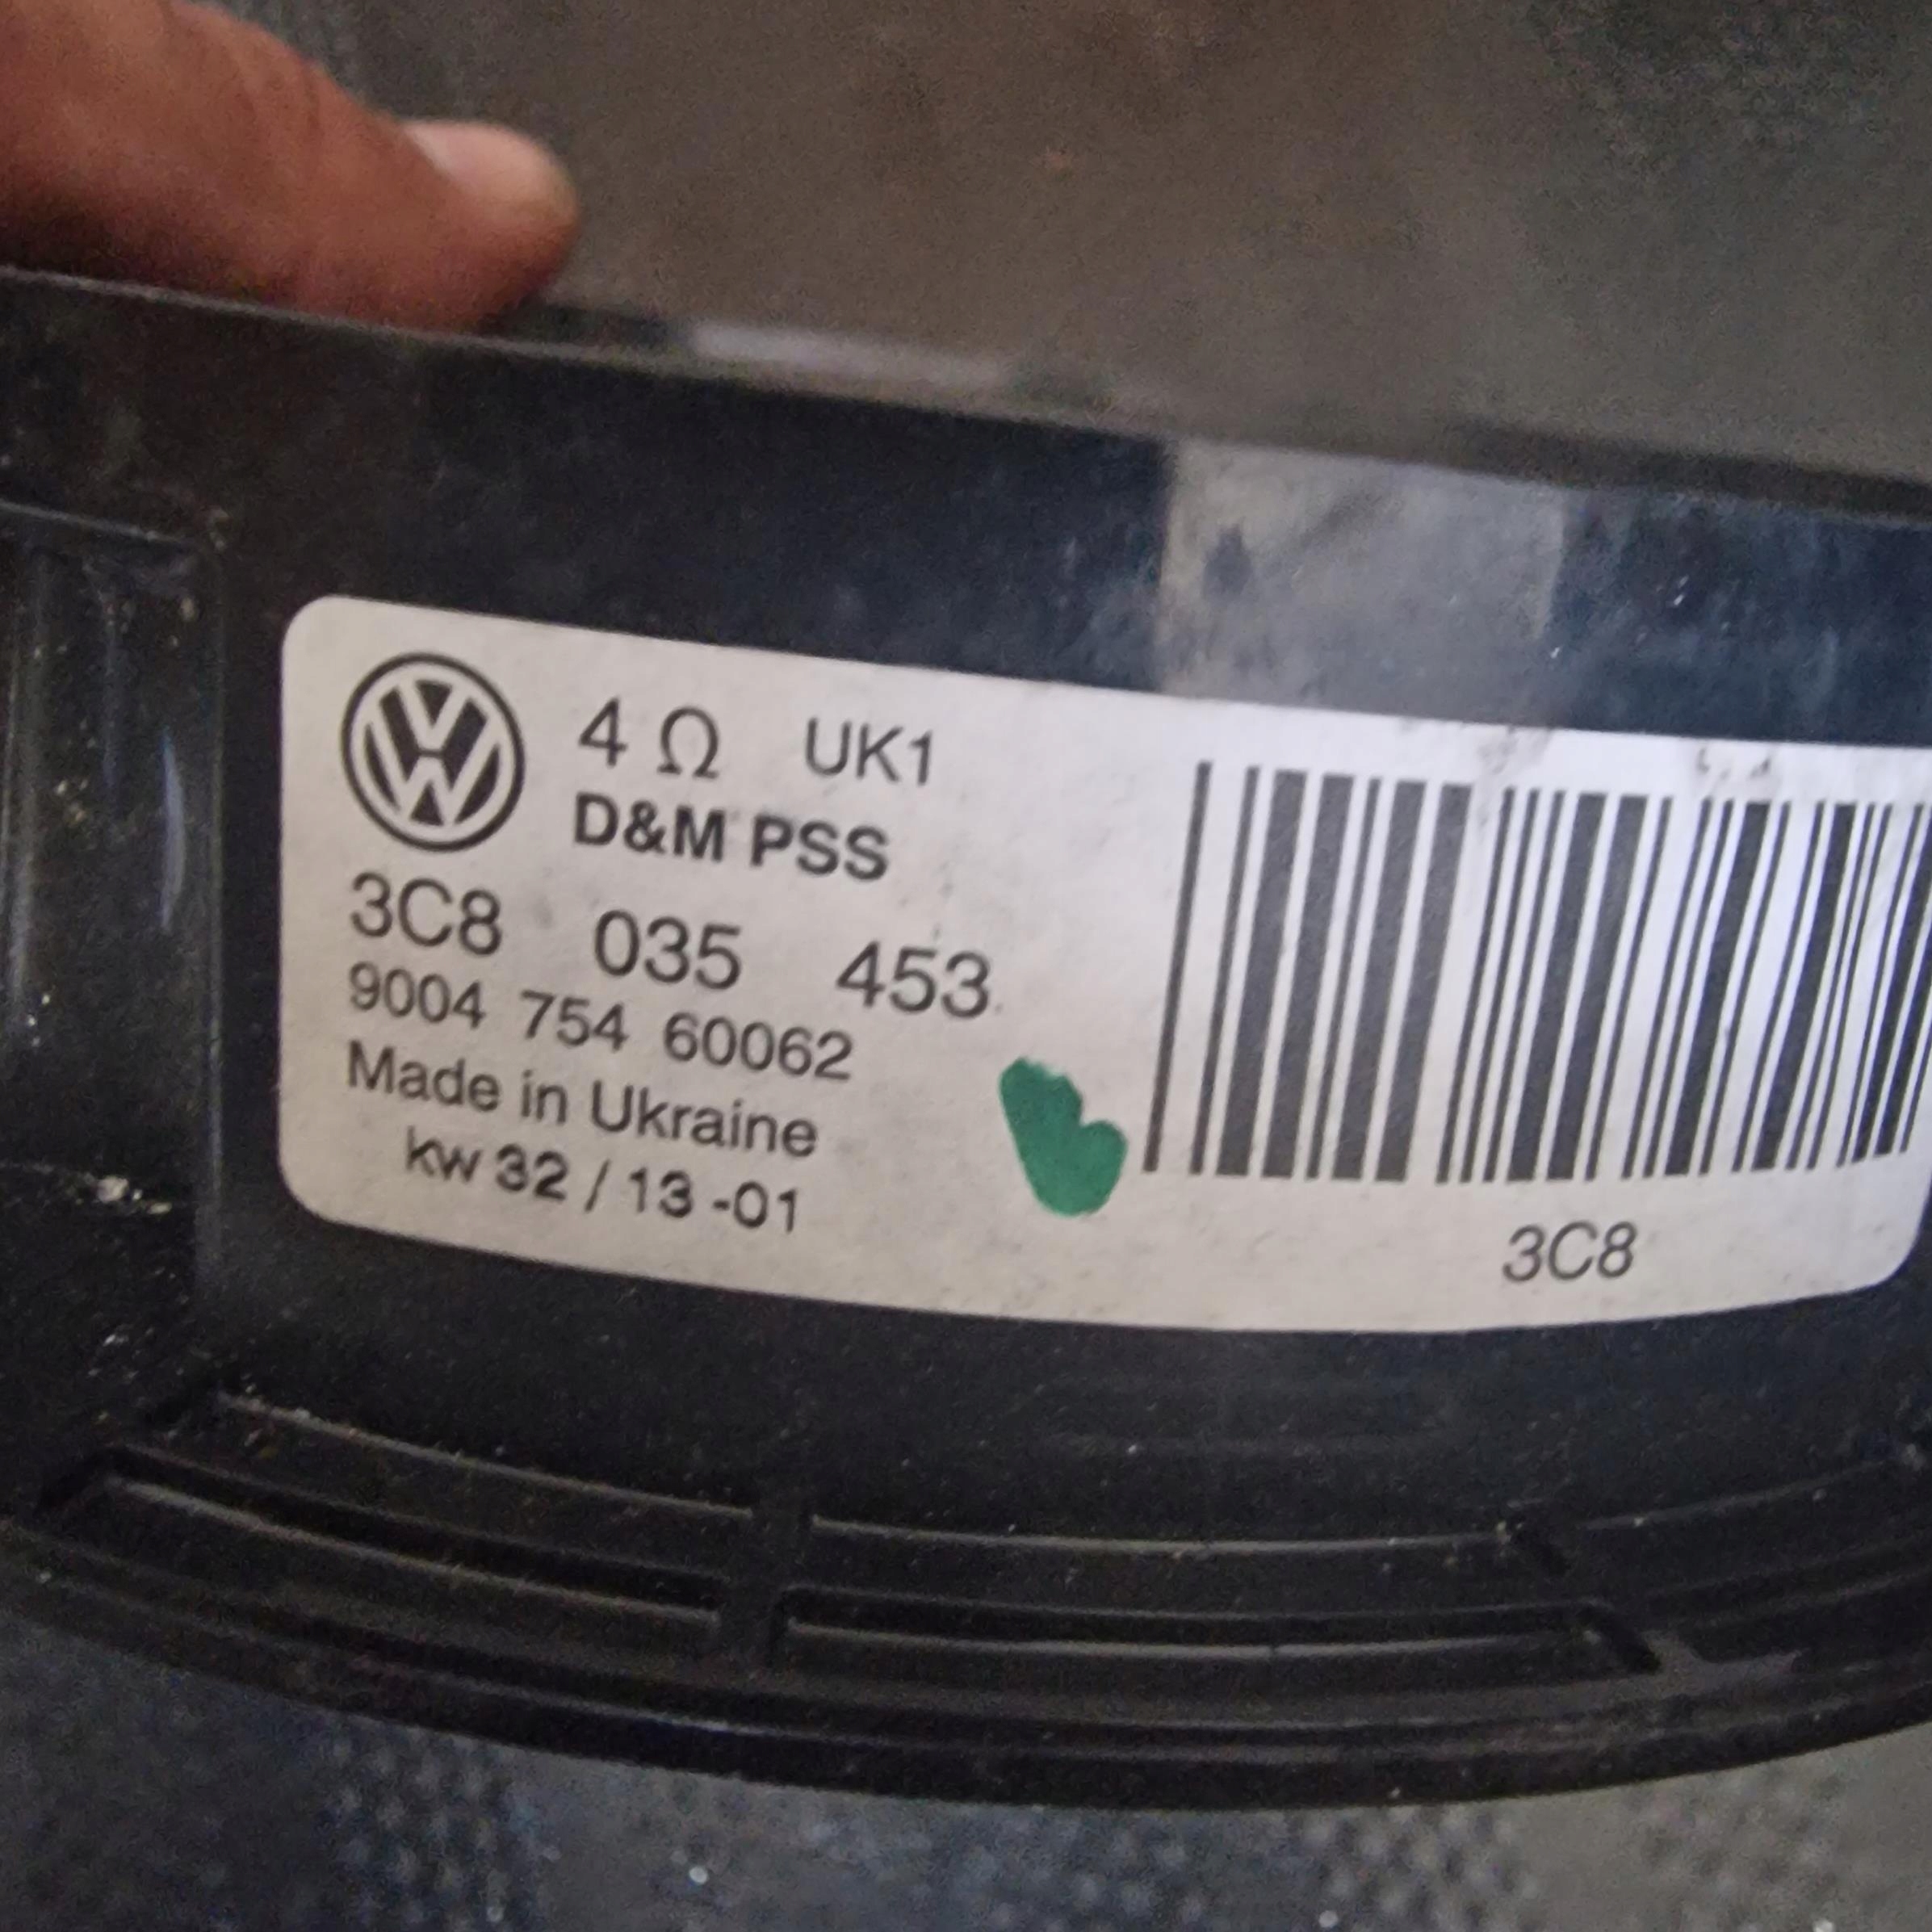 4 Ω UK1
D&M PSS
3C8 035 453
9004 754 60062
Made in Ukraine
kw 32 / 13 -01
3C8